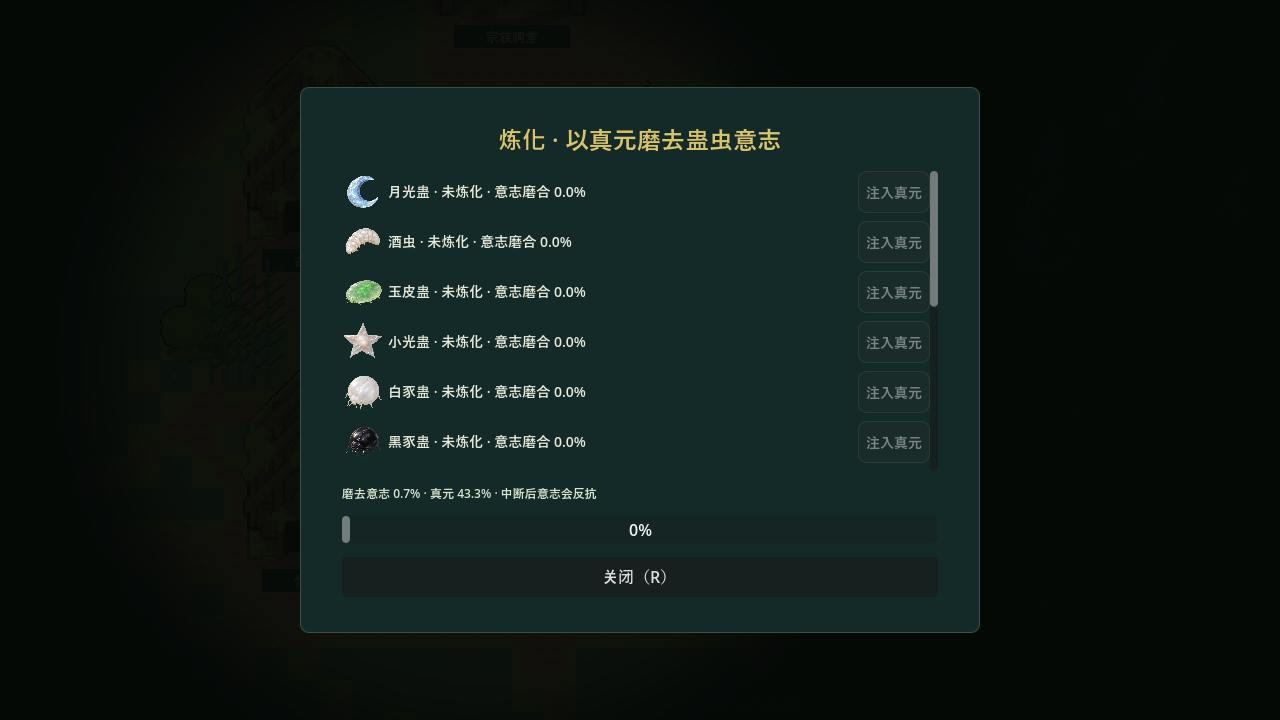 宗族祠堂
炼化 · 以真元磨去蛊虫意志
月光蛊 · 未炼化 · 意志磨合 0.0% 注入真元
酒虫 · 未炼化 · 意志磨合 0.0% 注入真元
玉皮蛊 · 未炼化 · 意志磨合 0.0% 注入真元
小光蛊 · 未炼化 · 意志磨合 0.0% 注入真元
白豕蛊 · 未炼化 · 意志磨合 0.0% 注入真元
黑豕蛊 · 未炼化 · 意志磨合 0.0% 注入真元
磨去意志 0.7% · 真元 43.3% · 中断后意志会反抗
0%
关闭（R）